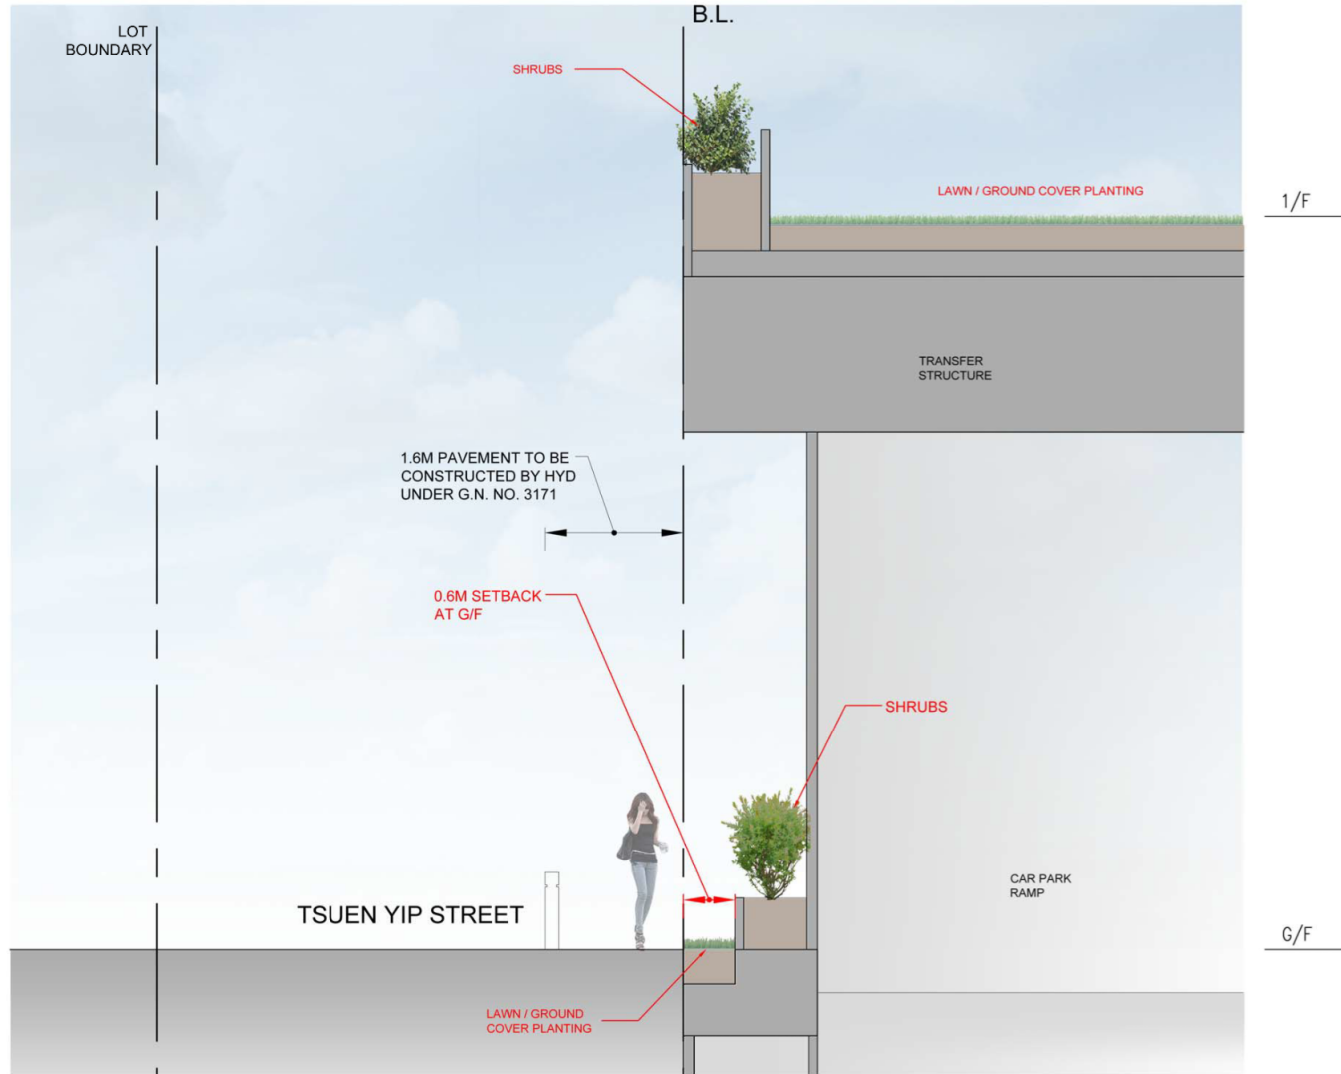 B.L.
LOT
BOUNDARY
SHRUBS
LAWN / GROUND COVER PLANTING
1/F
TRANSFER
STRUCTURE
1.6M PAVEMENT TO BE
CONSTRUCTED BY HYD
UNDER G.N. NO. 3171
0.6M SETBACK
AT G/F
SHRUBS
CAR PARK
RAMP
TSUEN YIP STREET
G/F
LAWN / GROUND
COVER PLANTING